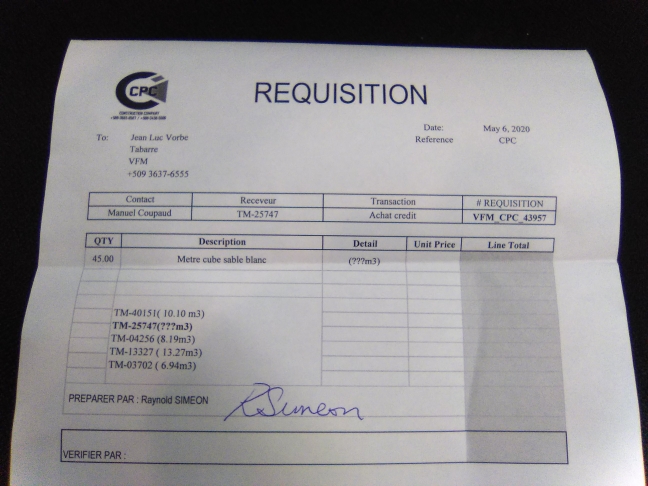 CPC
REQUISITION
CONSTRUCTION COMPANY
Date: May 6, 2020
To: Jean Luc Vorbe
Reference CPC
Tabarre
VFM
+509 3637-6555
Contact Receveur Transaction # REQUISITION
Manuel Coupaud TM-25747 Achat credit VFM_CPC_43957
QTY Description Detail Unit Price Line Total
45.00 Metre cube sable blanc (???m3)
TM-40151( 10.10 m3)
TM-25747(???m3)
TM-04256 (8.19m3)
TM-13327 ( 13.27m3)
TM-03702 ( 6.94m3)
PREPARER PAR : Raynold SIMEON RSimeon
VERIFIER PAR :